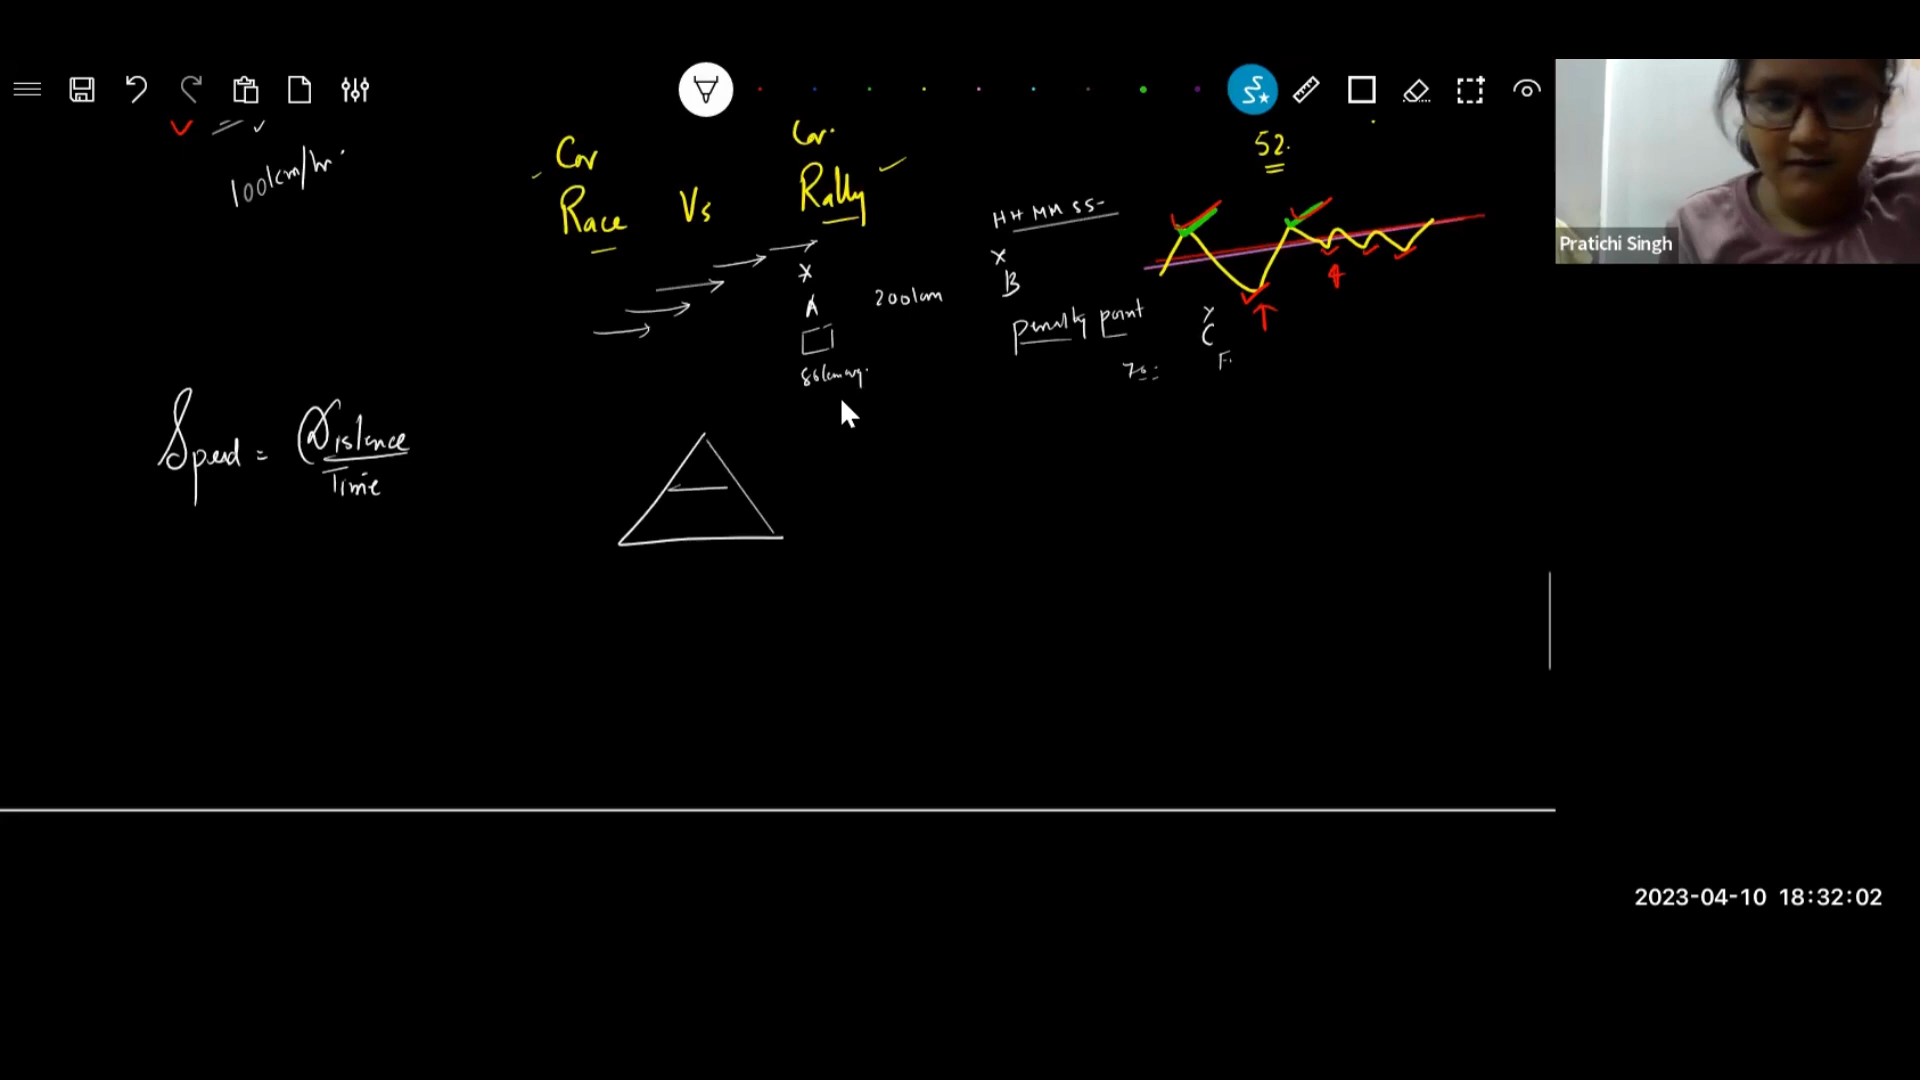 100km/hr.
Car
Race
Vs
Car.
Rally
52.
HH MM SS-
X
A
200km
X
B
Penalty point
C
F.
Speed = Distance
Time
Pratichi Singh
2023-04-10 18:32:02